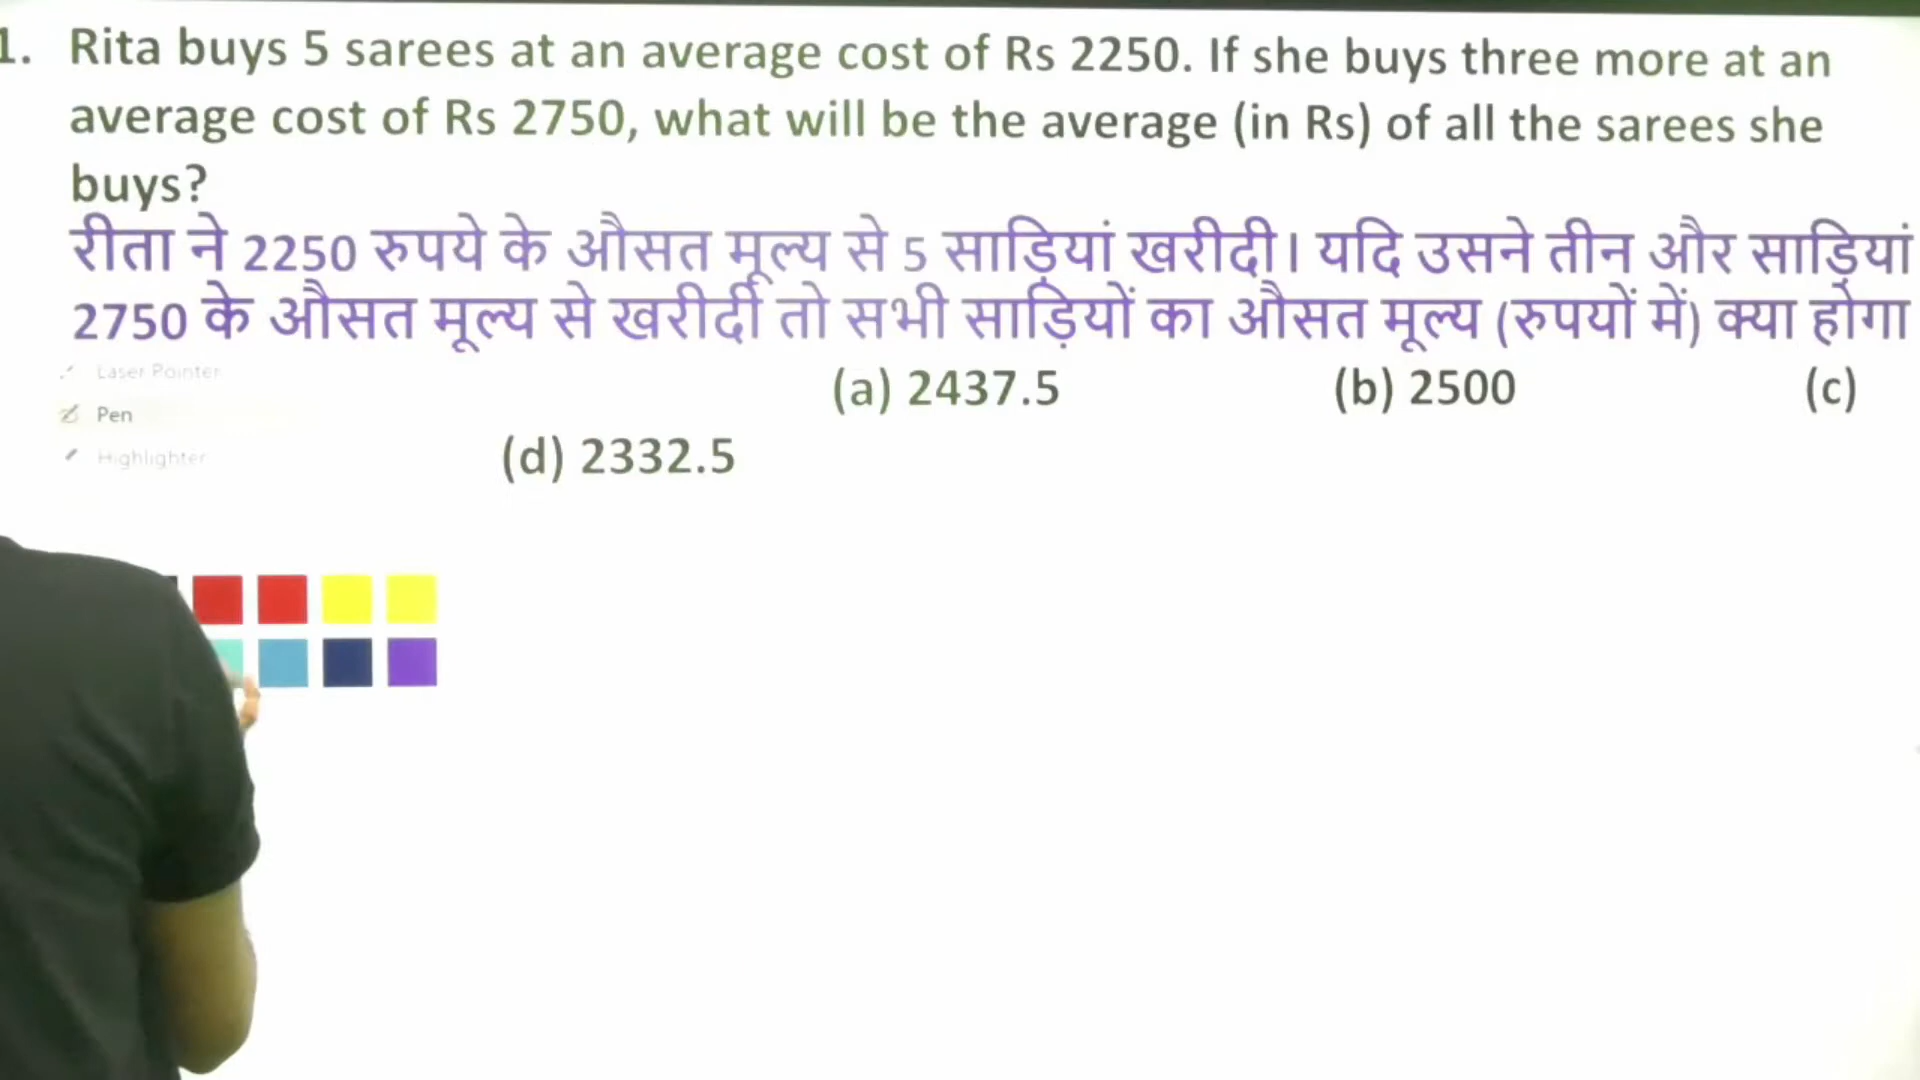 1. Rita buys 5 sarees at an average cost of Rs 2250. If she buys three more at an
average cost of Rs 2750, what will be the average (in Rs) of all the sarees she
buys?
रीता ने 2250 रुपये के औसत मूल्य से 5 साड़ियां खरीदी। यदि उसने तीन और साड़ियां
2750 के औसत मूल्य से खरीदीं तो सभी साड़ियों का औसत मूल्य (रुपयों में) क्या होगा
Laser Pointer
(a) 2437.5 (b) 2500 (c)
Pen
Highlighter
(d) 2332.5